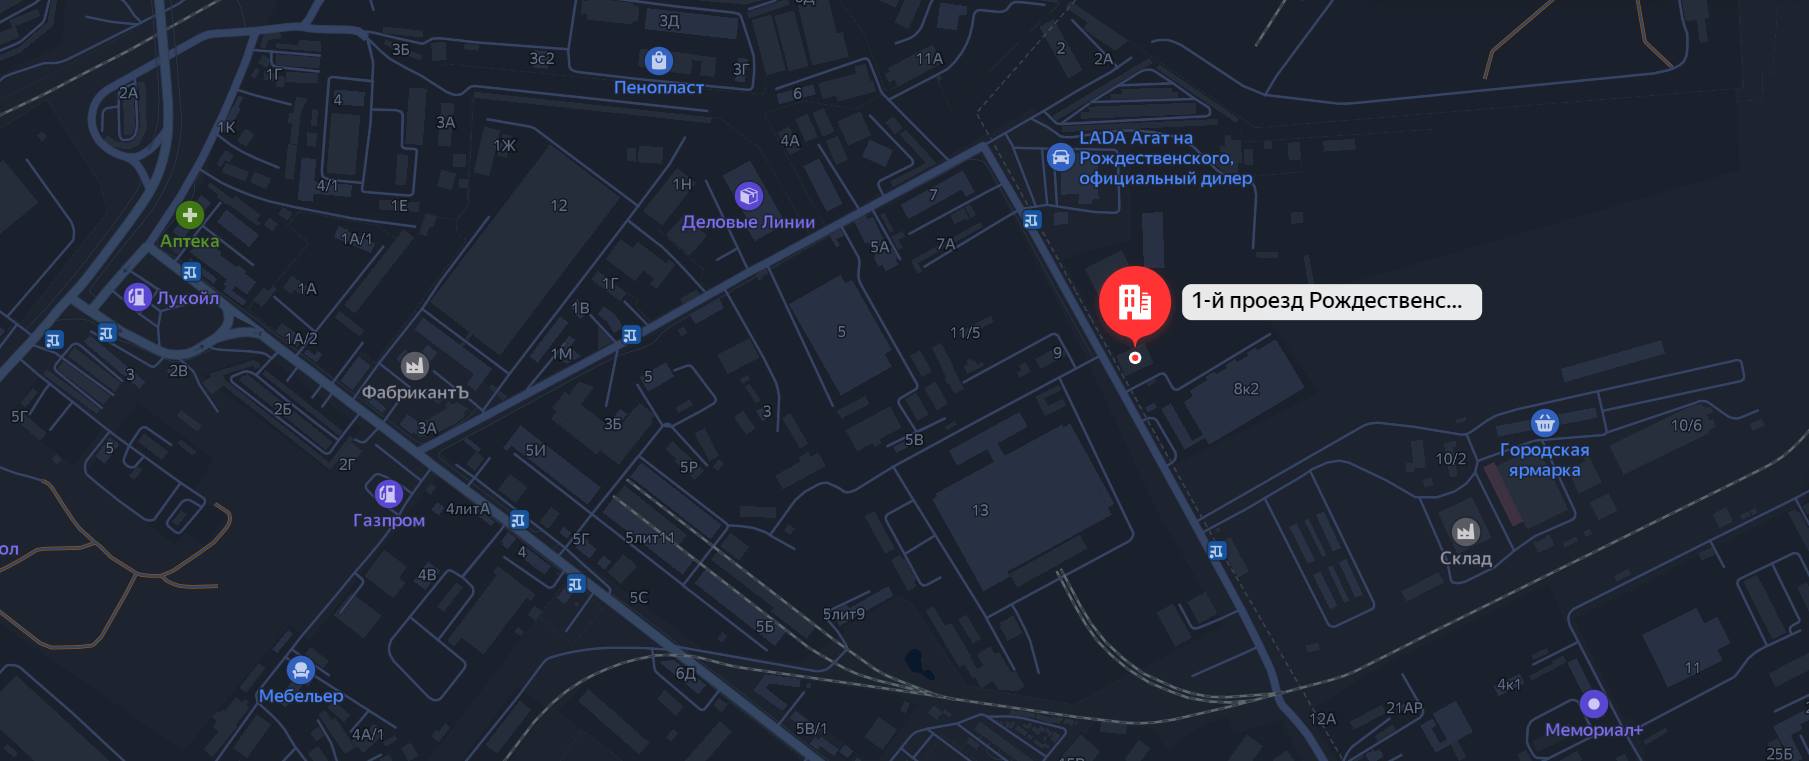 3Д
3Б
3с2
3Г
11А
2
2А
1Г
Пенопласт
2А
4
6
1К
3А
4А
LADA Агат на
Рождественского,
официальный дилер
1Ж
4/1
1Н
7
1Е
12
Аптека
Деловые Линии
1А/1
5А
7А
Лукойл
1А
1Г
1-й проезд Рождественс...
1В
1А/2
5
11/5
1М
9
3
2В
ФабрикантЪ
5
8к2
5Г
2Б
3
3А
3Б
5В
10/6
5
5И
Городская
ярмарка
2Г
5Р
10/2
Газпром
4литА
13
5Г
5лит11
4
ол
Склад
4В
5С
5лит9
5Б
Мебельер
6Д
11
4к1
21АР
5В/1
12А
Мемориал+
4А/1
25Б